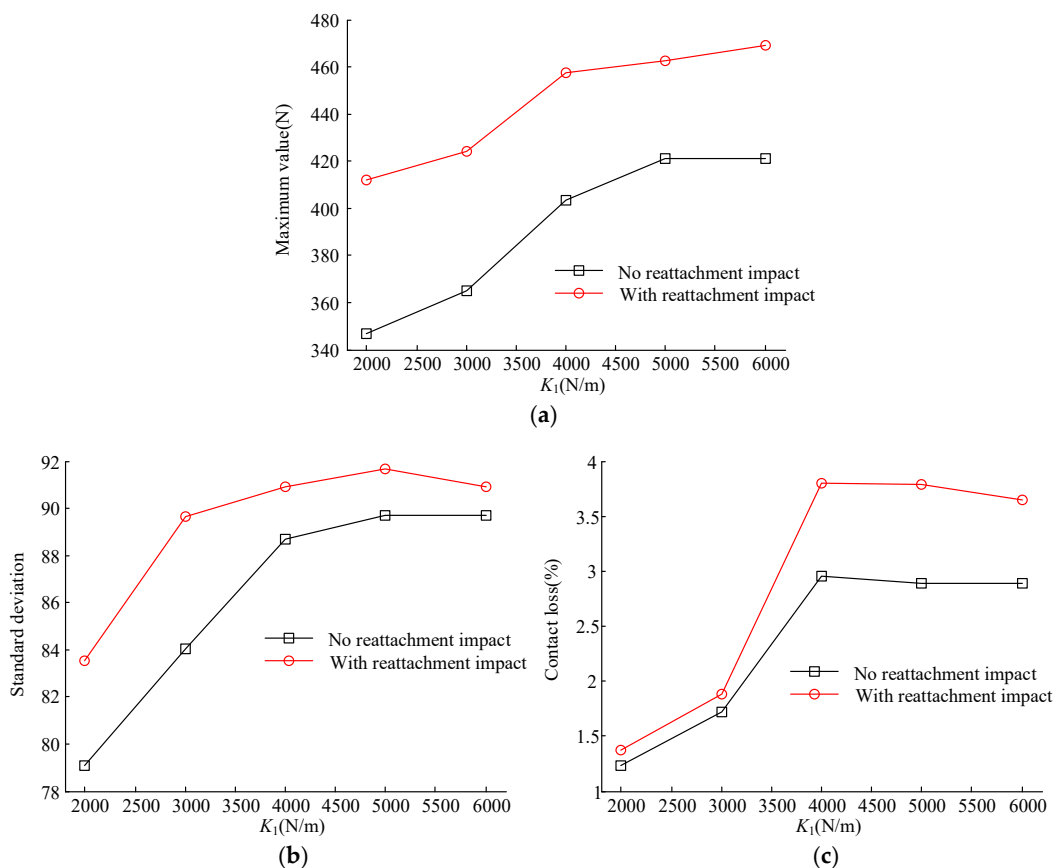 480
460
440
420
400
380
360
340
Maximum value(N)
No reattachment impact
With reattachment impact
2000 2500 3000 3500 4000 4500 5000 5500 6000
K1(N/m)
(a)
92
90
88
86
84
82
80
78
Standard deviation
No reattachment impact
With reattachment impact
2000 2500 3000 3500 4000 4500 5000 5500 6000
K1(N/m)
(b)
4
3.5
3
2.5
2
1.5
1
Contact loss(%)
No reattachment impact
With reattachment impact
2000 2500 3000 3500 4000 4500 5000 5500 6000
K1(N/m)
(c)